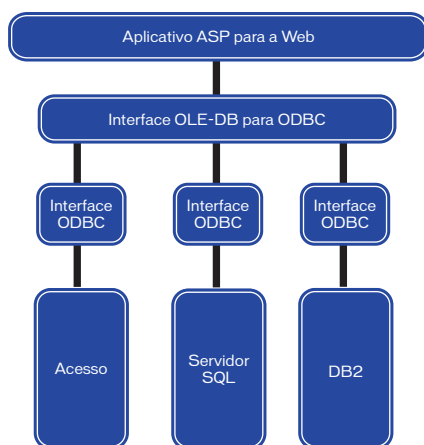 Aplicativo ASP para a Web
Interface OLE-DB para ODBC
Interface
ODBC
Interface
ODBC
Interface
ODBC
Acesso
Servidor
SQL
DB2